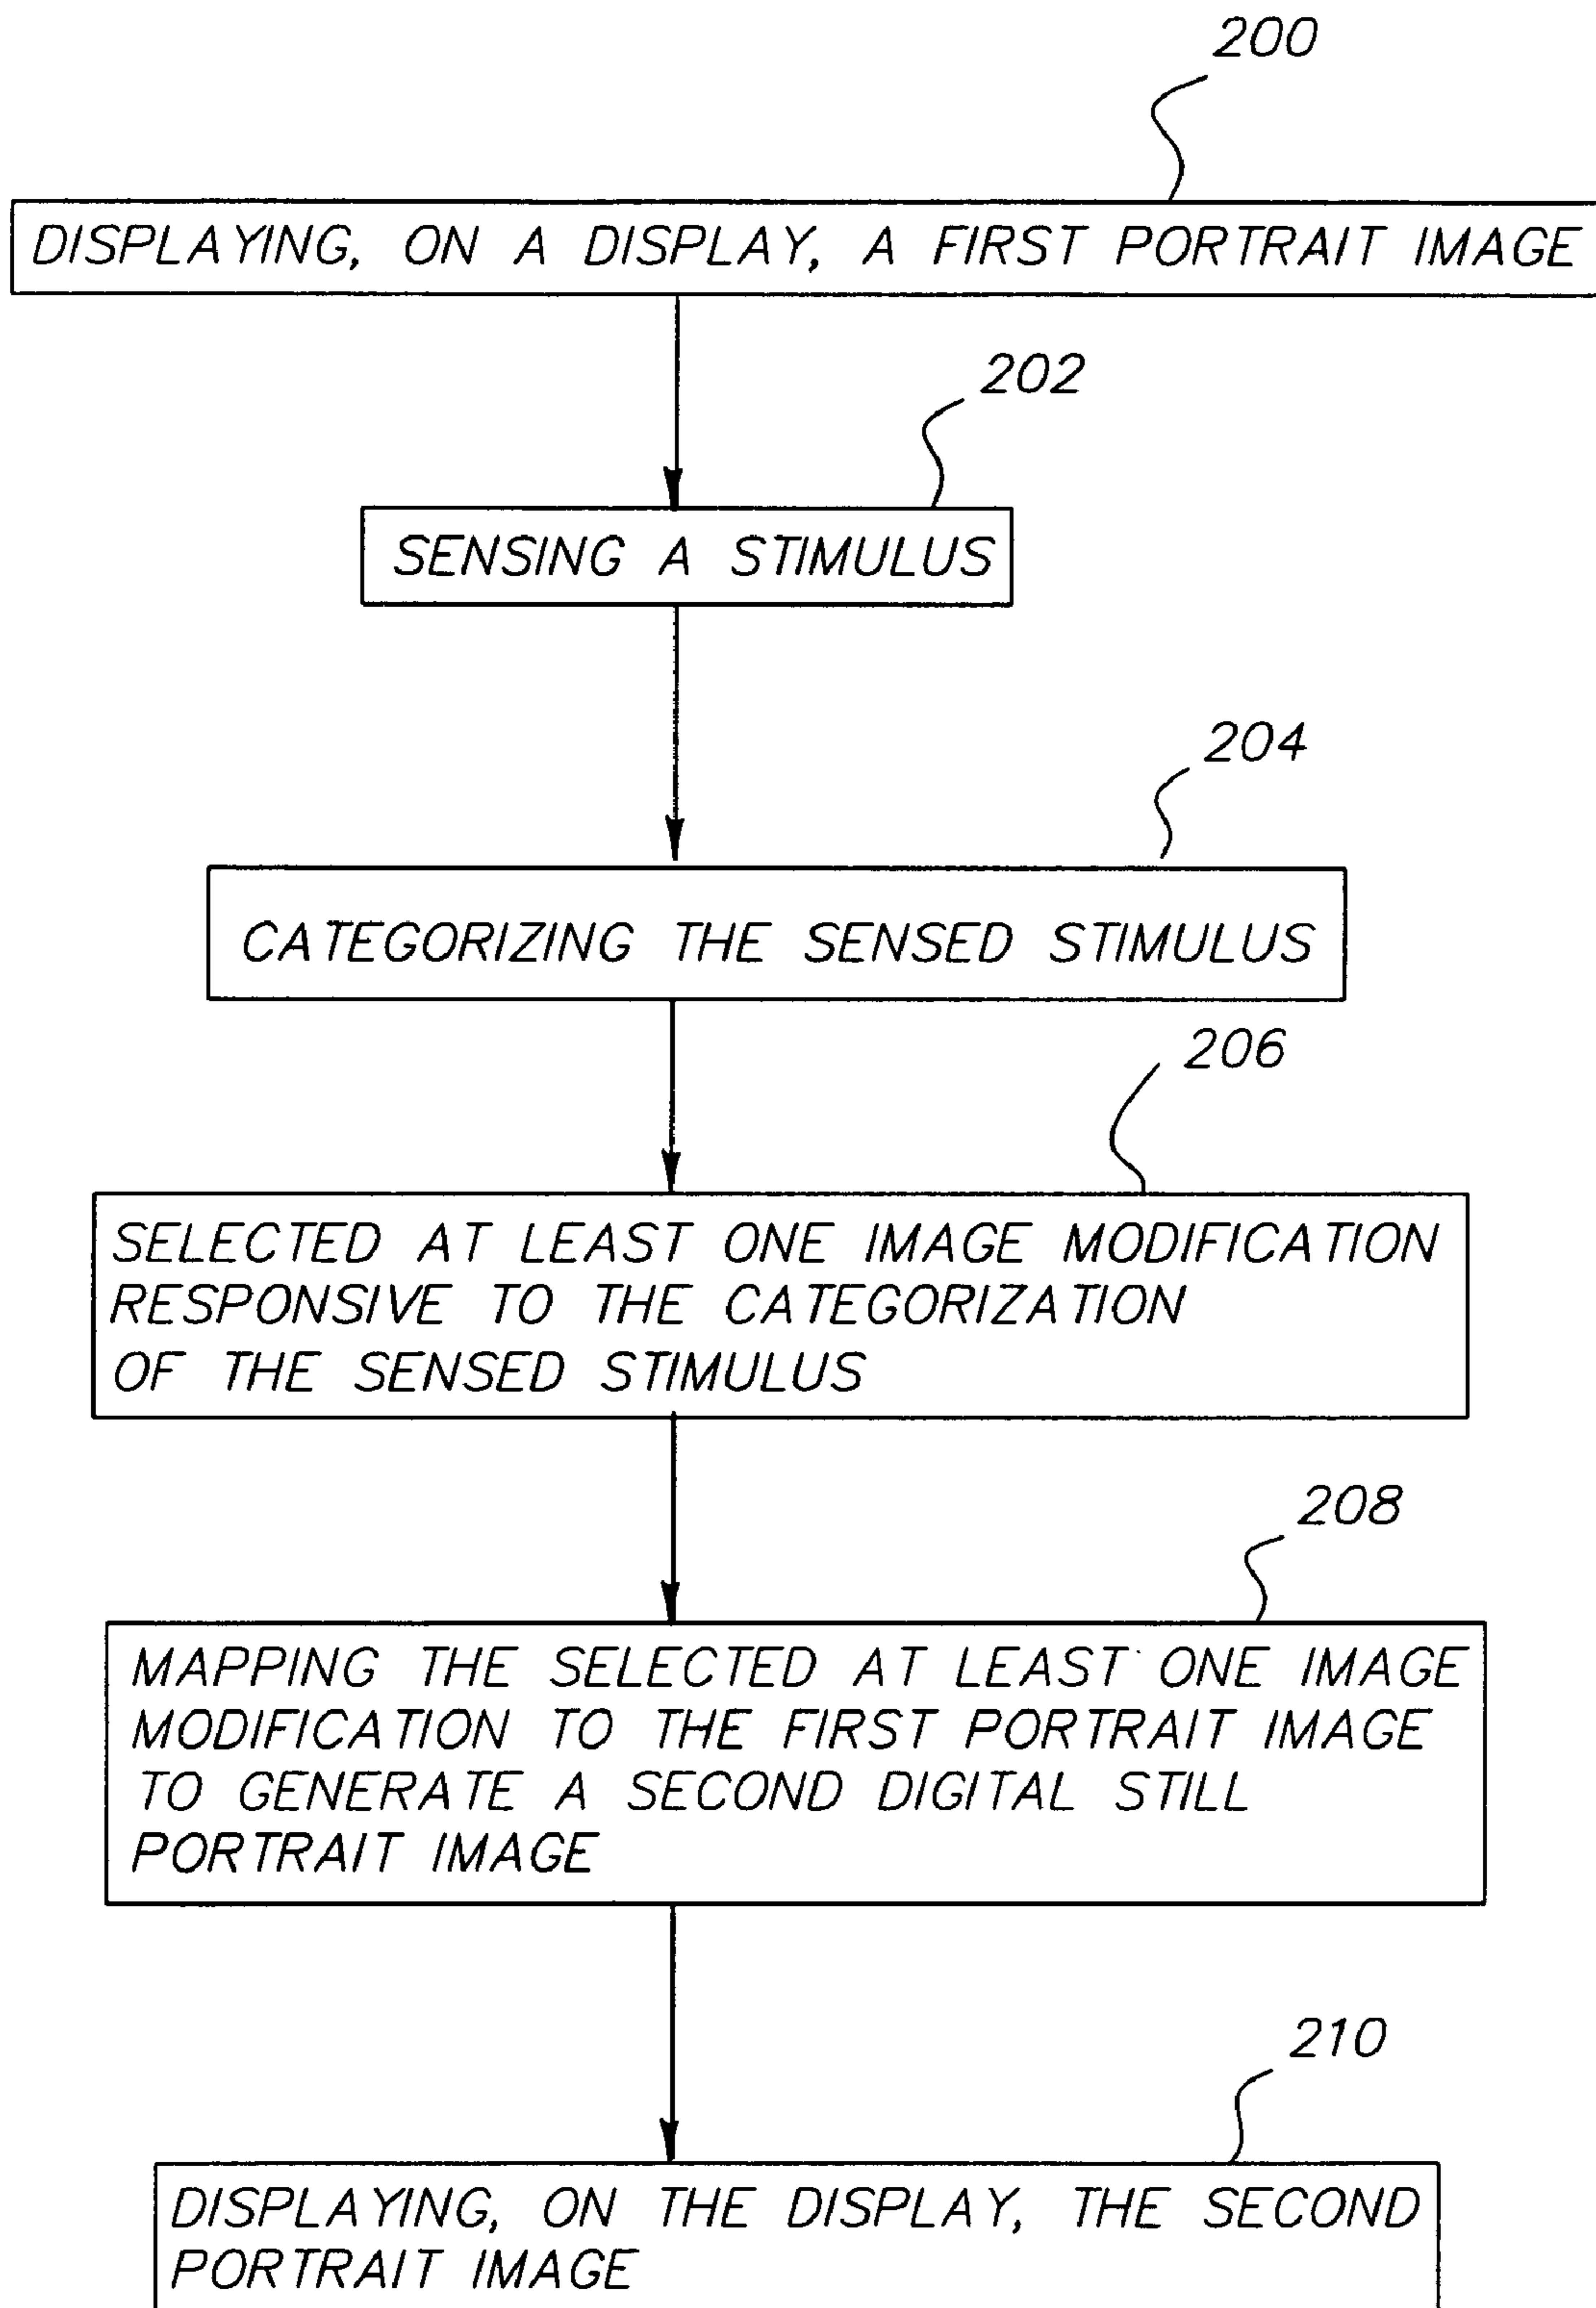 200
DISPLAYING, ON A DISPLAY, A FIRST PORTRAIT IMAGE
202
SENSING A STIMULUS
204
CATEGORIZING THE SENSED STIMULUS
206
SELECTED AT LEAST ONE IMAGE MODIFICATION
RESPONSIVE TO THE CATEGORIZATION
OF THE SENSED STIMULUS
208
MAPPING THE SELECTED AT LEAST ONE IMAGE
MODIFICATION TO THE FIRST PORTRAIT IMAGE
TO GENERATE A SECOND DIGITAL STILL
PORTRAIT IMAGE
210
DISPLAYING, ON THE DISPLAY, THE SECOND
PORTRAIT IMAGE